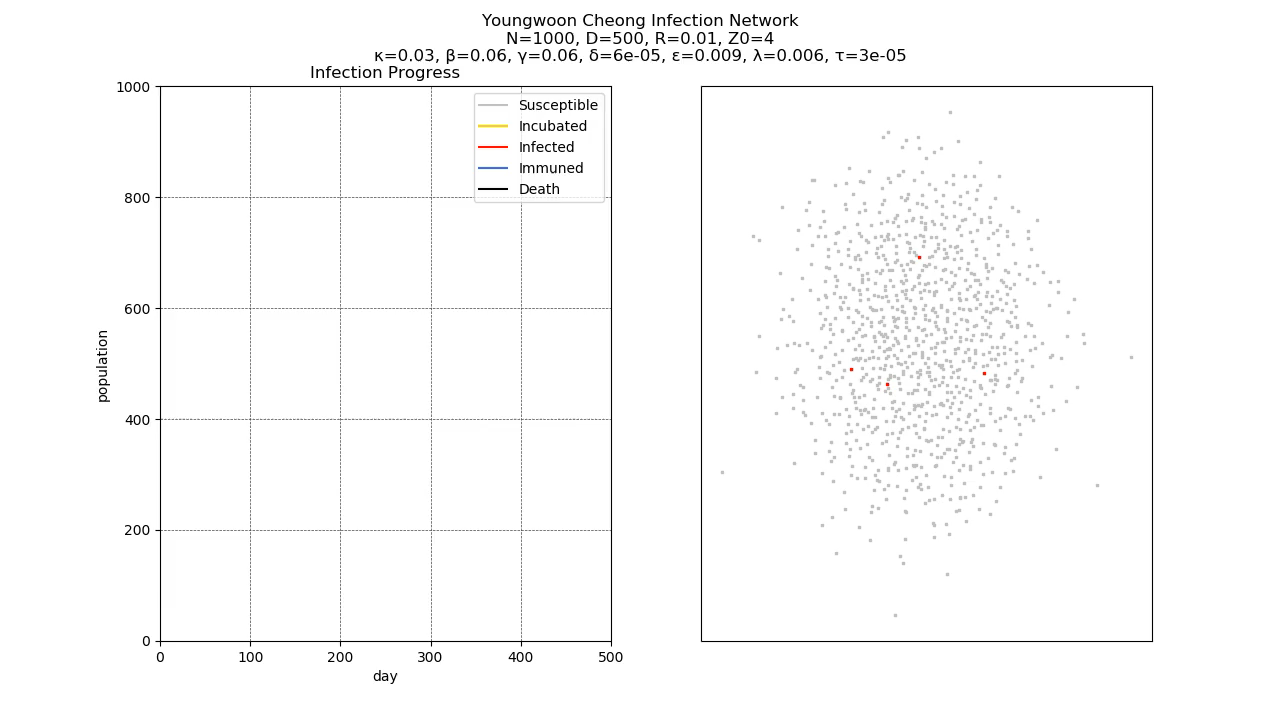 Youngwoon Cheong Infection Network
N=1000, D=500, R=0.01, Z0=4
κ=0.03, β=0.06, γ=0.06, δ=6e-05, ε=0.009, λ=0.006, τ=3e-05
Infection Progress
1000
800
600
400
200
0
population
0 100 200 300 400 500
day
Susceptible
Incubated
Infected
Immuned
Death